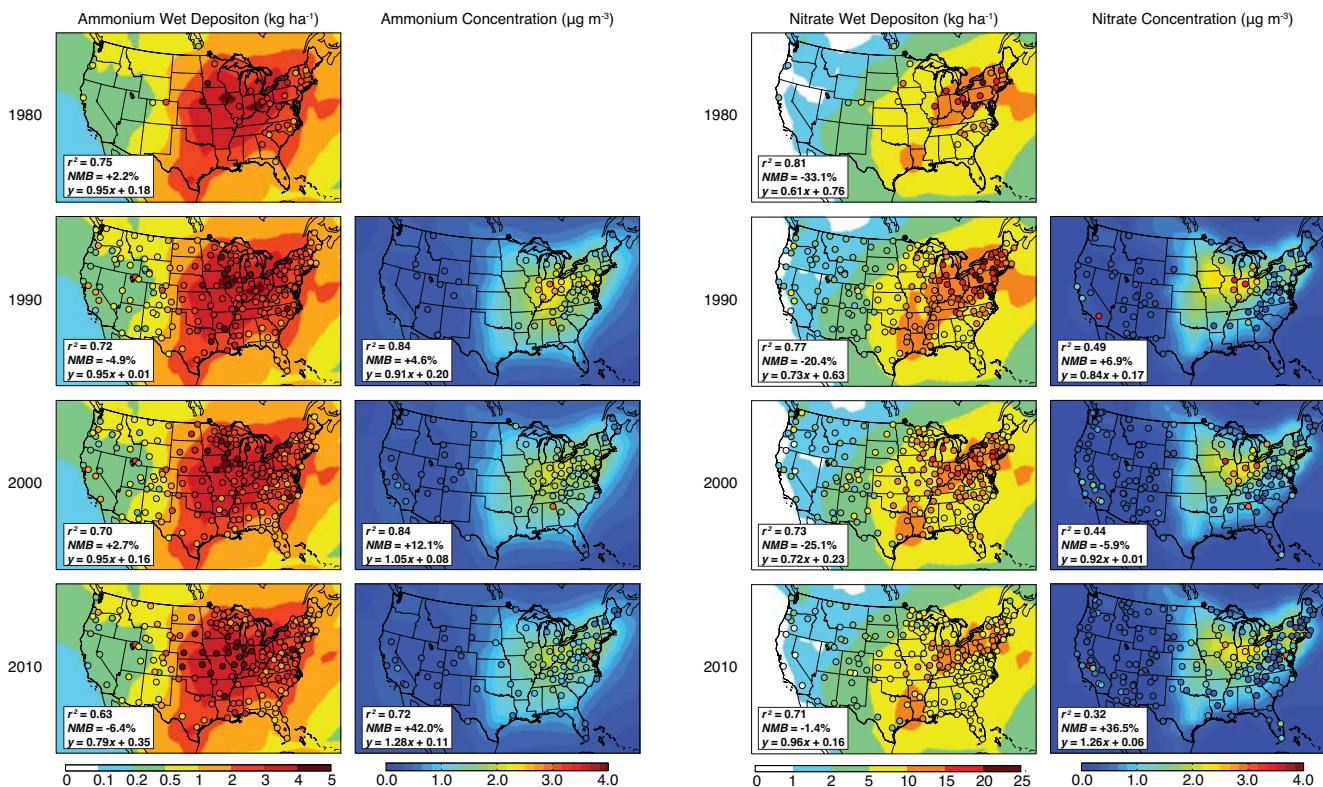 Ammonium Wet Depositon (kg ha⁻¹)
Ammonium Concentration (µg m⁻³)
Nitrate Wet Depositon (kg ha⁻¹)
Nitrate Concentration (µg m⁻³)
1980
r² = 0.75
NMB = +2.2%
y = 0.95x + 0.18
1980
r² = 0.81
NMB = -33.1%
y = 0.61x + 0.76
1990
r² = 0.72
NMB = -4.9%
y = 0.95x + 0.01
r² = 0.84
NMB = +4.6%
y = 0.91x + 0.20
1990
r² = 0.77
NMB = -20.4%
y = 0.73x + 0.63
r² = 0.49
NMB = +6.9%
y = 0.84x + 0.17
2000
r² = 0.70
NMB = +2.7%
y = 0.95x + 0.16
r² = 0.84
NMB = +12.1%
y = 1.05x + 0.08
2000
r² = 0.73
NMB = -25.1%
y = 0.72x + 0.23
r² = 0.44
NMB = -5.9%
y = 0.92x + 0.01
2010
r² = 0.63
NMB = -6.4%
y = 0.79x + 0.35
r² = 0.72
NMB = +42.0%
y = 1.28x + 0.11
2010
r² = 0.71
NMB = -1.4%
y = 0.96x + 0.16
r² = 0.32
NMB = +36.5%
y = 1.26x + 0.06
0 0.1 0.2 0.5 1 2 3 4 5
0.0 1.0 2.0 3.0 4.0
0 1 2 5 10 15 20 25
0.0 1.0 2.0 3.0 4.0